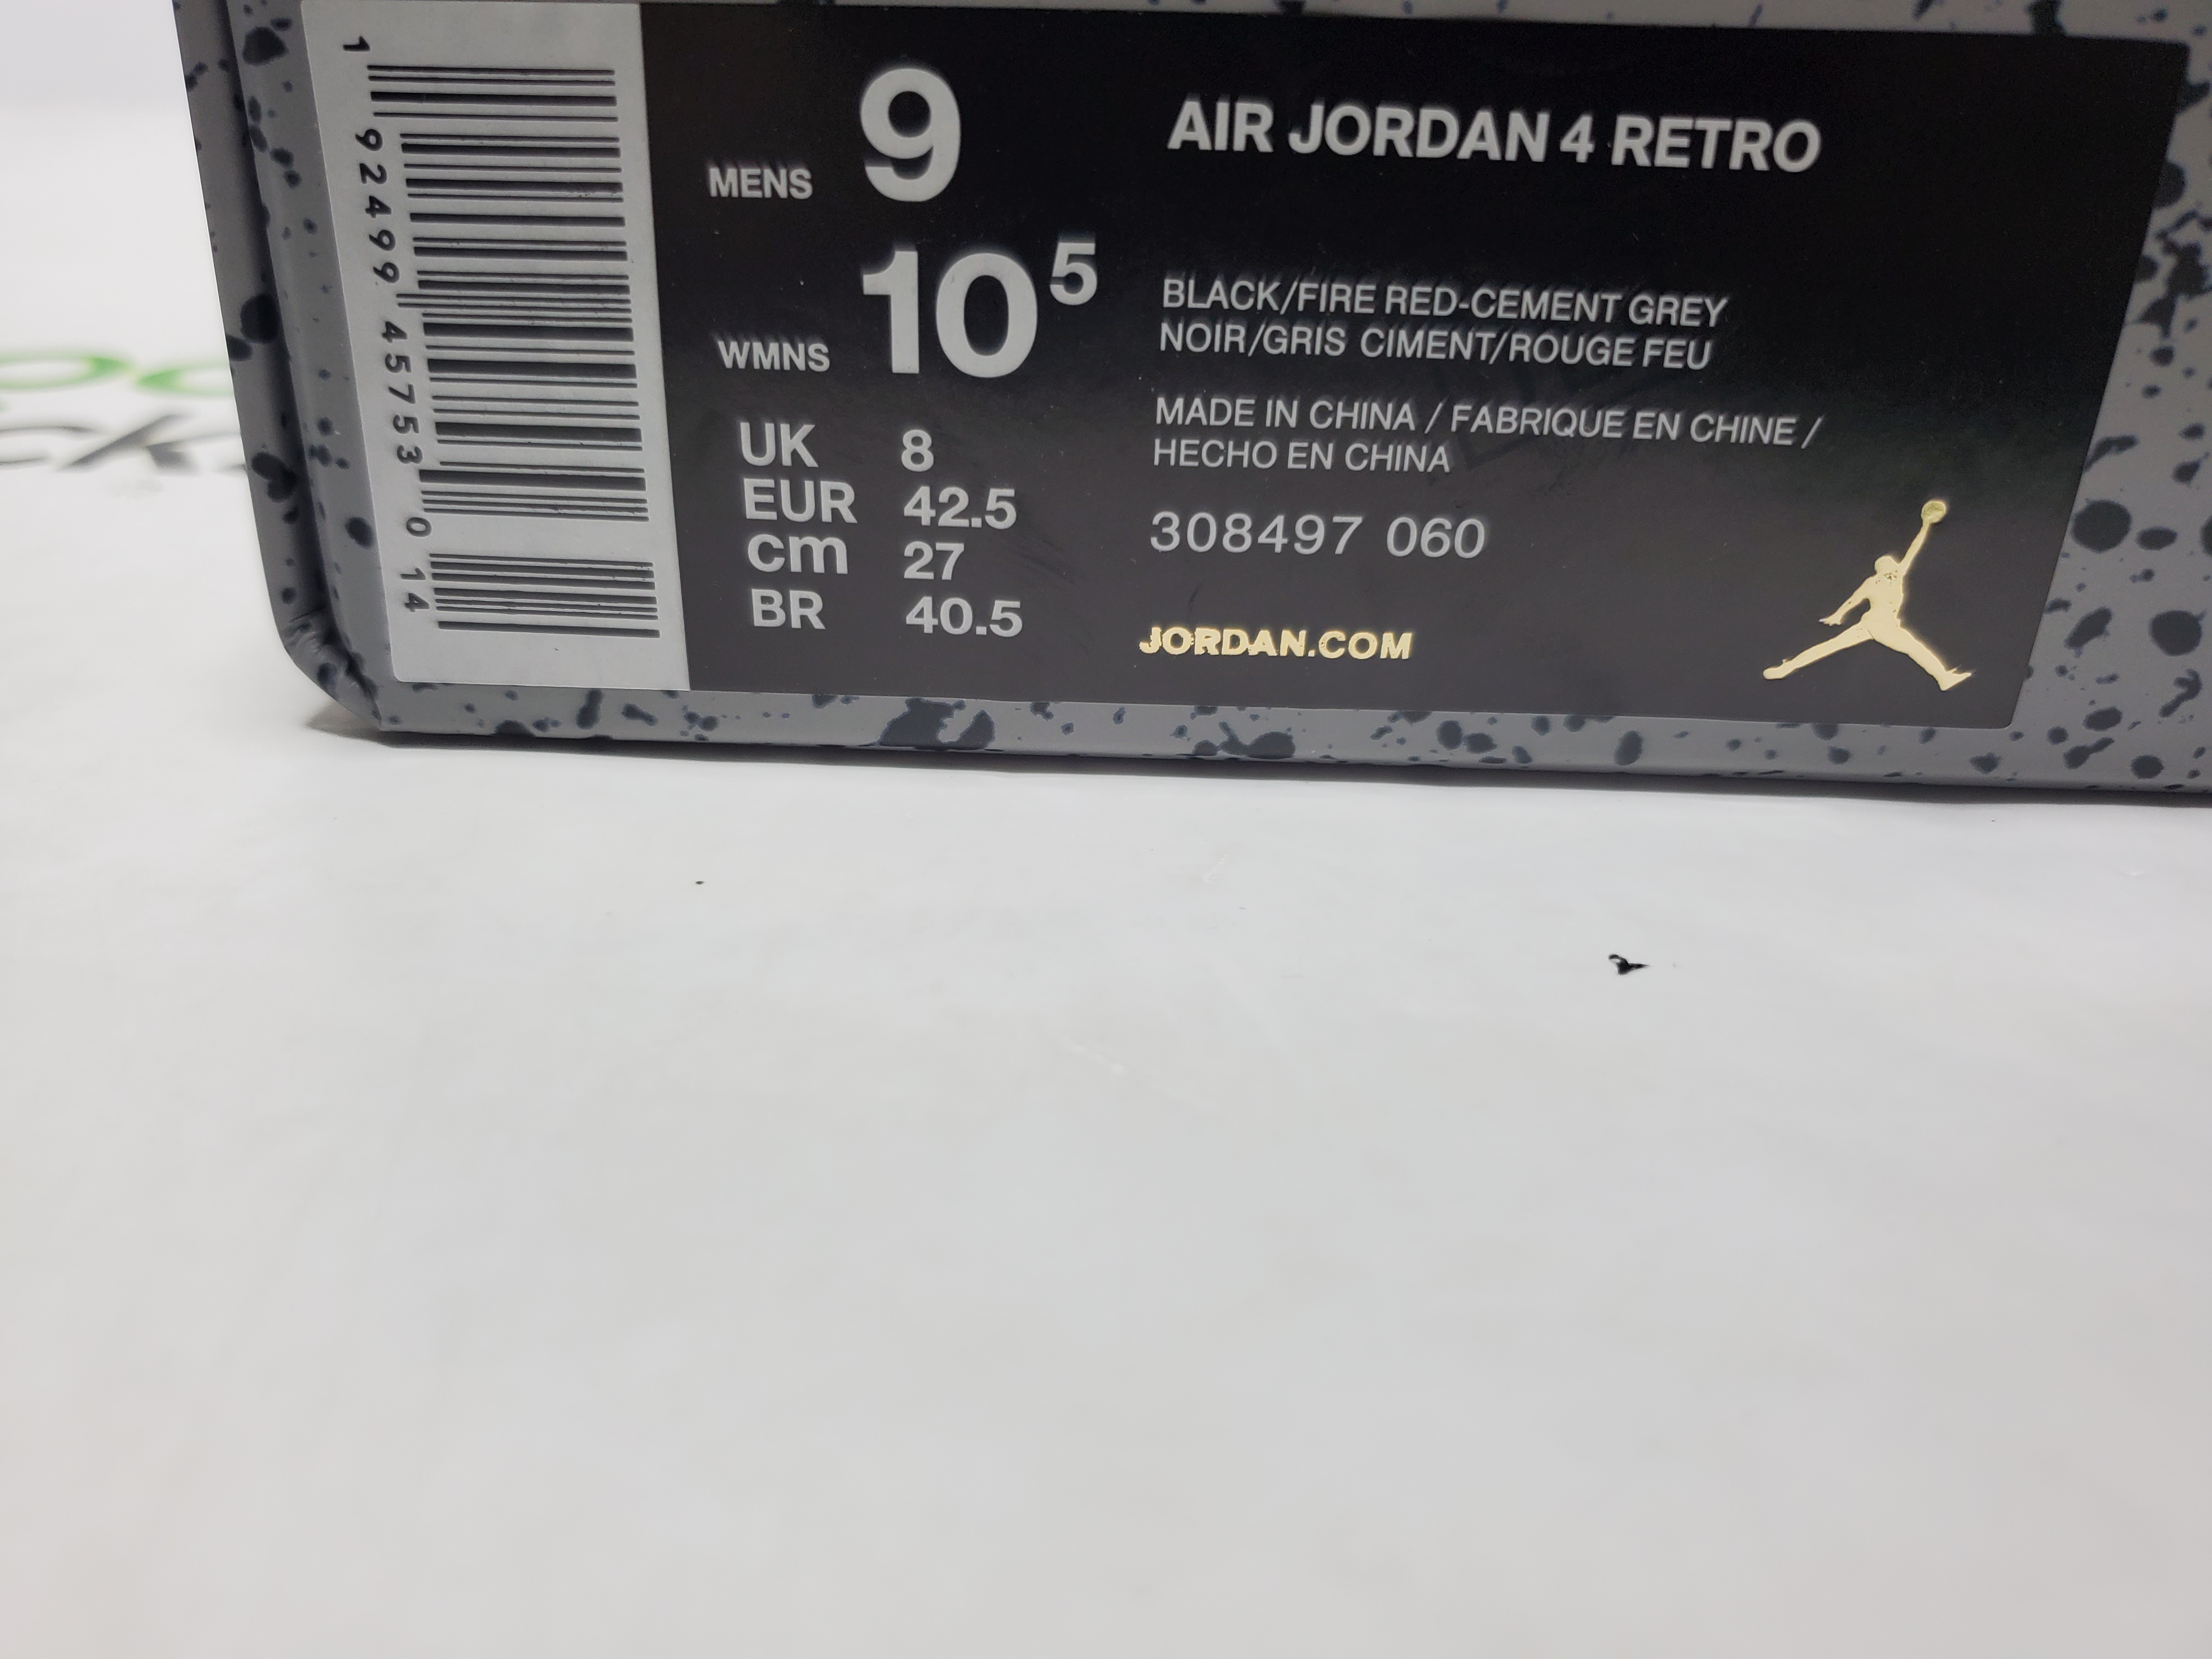 1 92499 45753 0 14
MENS 9
WMNS 10 5
UK 8
EUR 42.5
cm 27
BR 40.5
AIR JORDAN 4 RETRO
BLACK/FIRE RED-CEMENT GREY
NOIR/GRIS CIMENT/ROUGE FEU
MADE IN CHINA / FABRIQUE EN CHINE /
HECHO EN CHINA
308497 060
JORDAN.COM